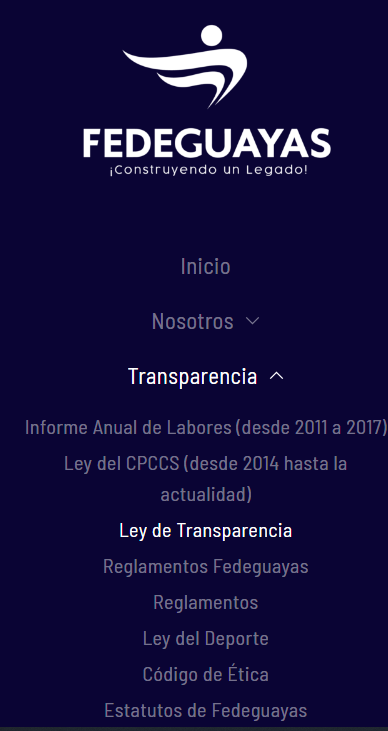 FEDEGUAYAS
¡Construyendo un Legado!
Inicio
Nosotros
Transparencia
Informe Anual de Labores (desde 2011 a 2017)
Ley del CPCCS (desde 2014 hasta la
actualidad)
Ley de Transparencia
Reglamentos Fedeguayas
Reglamentos
Ley del Deporte
Código de Ética
Estatutos de Fedeguayas